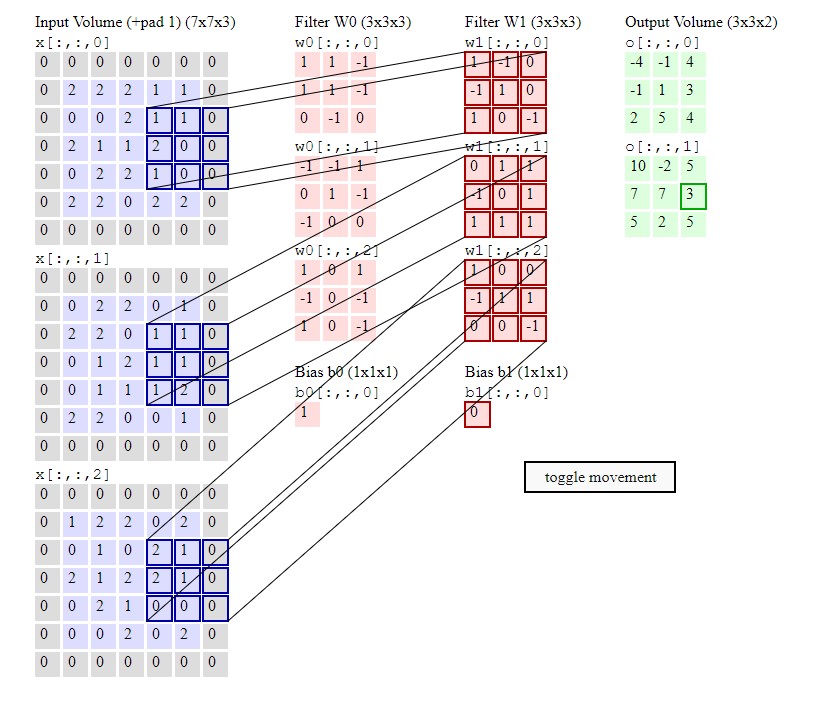 Input Volume (+pad 1) (7x7x3)
x[:,:,0]
0 0 0 0 0 0 0
0 2 2 2 1 1 0
0 0 0 2 1 1 0
0 2 1 1 2 0 0
0 0 2 2 1 0 0
0 2 2 0 2 2 0
0 0 0 0 0 0 0
x[:,:,1]
0 0 0 0 0 0 0
0 0 2 2 0 1 0
0 2 2 0 1 1 0
0 0 1 2 1 1 0
0 0 1 1 1 2 0
0 2 2 0 0 1 0
0 0 0 0 0 0 0
x[:,:,2]
0 0 0 0 0 0 0
0 1 2 2 0 2 0
0 0 1 0 2 1 0
0 2 1 2 2 1 0
0 0 2 1 0 0 0
0 0 0 2 0 2 0
0 0 0 0 0 0 0
Filter W0 (3x3x3)
w0[:,:,0]
1 1 -1
1 1 -1
0 -1 0
w0[:,:,1]
-1 -1 1
0 1 -1
-1 0 0
w0[:,:,2]
1 0 1
-1 0 -1
1 0 -1
Bias b0 (1x1x1)
b0[:,:,0]
1
Filter W1 (3x3x3)
w1[:,:,0]
1 -1 0
-1 1 0
1 0 -1
w1[:,:,1]
0 1 1
-1 0 1
1 1 1
w1[:,:,2]
1 0 0
-1 1 1
0 0 -1
Bias b1 (1x1x1)
b1[:,:,0]
0
Output Volume (3x3x2)
o[:,:,0]
-4 -1 4
-1 1 3
2 5 4
o[:,:,1]
10 -2 5
7 7 3
5 2 5
toggle movement